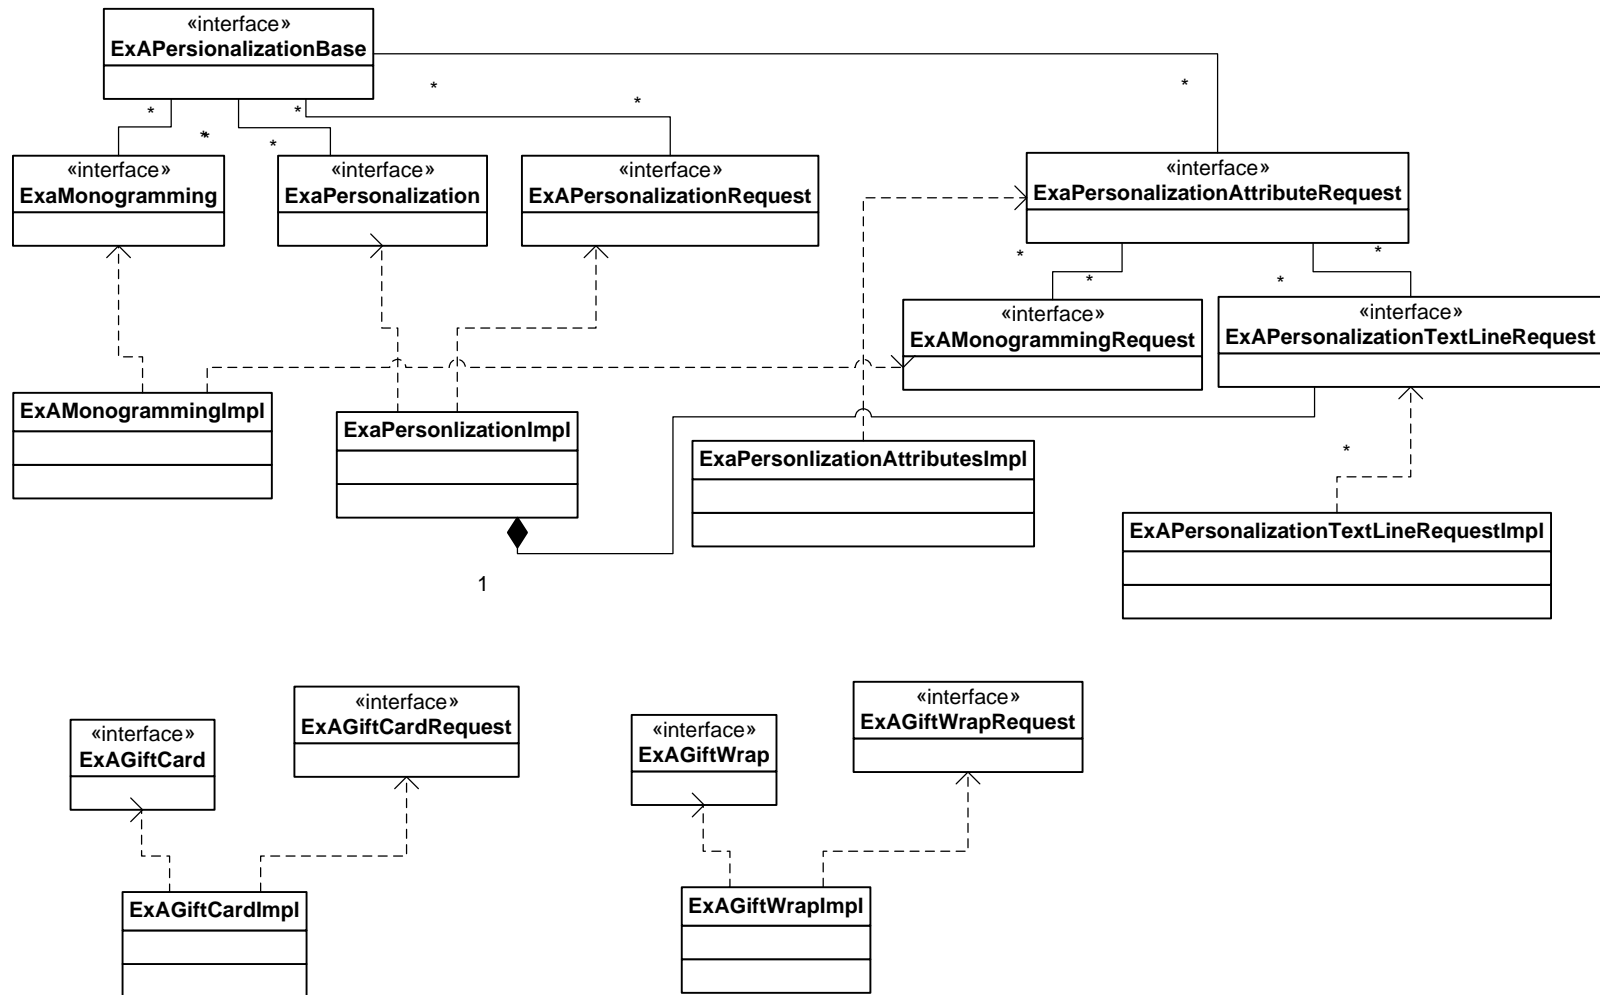 «interface»
ExAPersionalizationBase
*
*
*
*
*
*
*
*
«interface»
ExaMonogramming
«interface»
ExaPersonalization
«interface»
ExAPersonalizationRequest
«interface»
ExaPersonalizationAttributeRequest
*
*
*
*
«interface»
ExAMonogrammingRequest
«interface»
ExAPersonalizationTextLineRequest
ExAMonogrammingImpl
ExaPersonlizationImpl
ExaPersonlizationAttributesImpl
*
ExAPersonalizationTextLineRequestImpl
1
«interface»
ExAGiftCard
«interface»
ExAGiftCardRequest
«interface»
ExAGiftWrap
«interface»
ExAGiftWrapRequest
ExAGiftCardImpl
ExAGiftWrapImpl